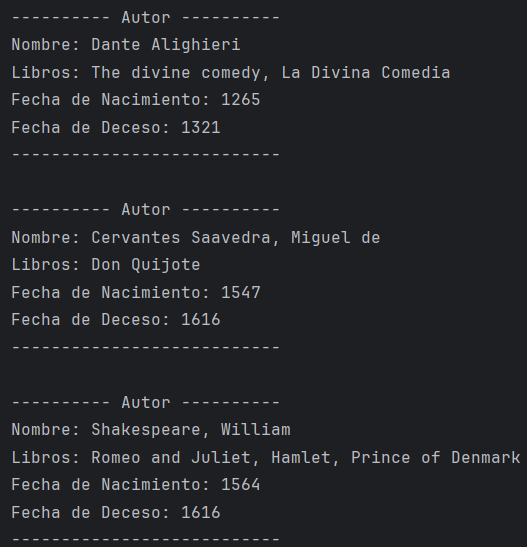 ---------- Autor ----------
Nombre: Dante Alighieri
Libros: The divine comedy, La Divina Comedia
Fecha de Nacimiento: 1265
Fecha de Deceso: 1321
---------------------------
---------- Autor ----------
Nombre: Cervantes Saavedra, Miguel de
Libros: Don Quijote
Fecha de Nacimiento: 1547
Fecha de Deceso: 1616
---------------------------
---------- Autor ----------
Nombre: Shakespeare, William
Libros: Romeo and Juliet, Hamlet, Prince of Denmark
Fecha de Nacimiento: 1564
Fecha de Deceso: 1616
---------------------------